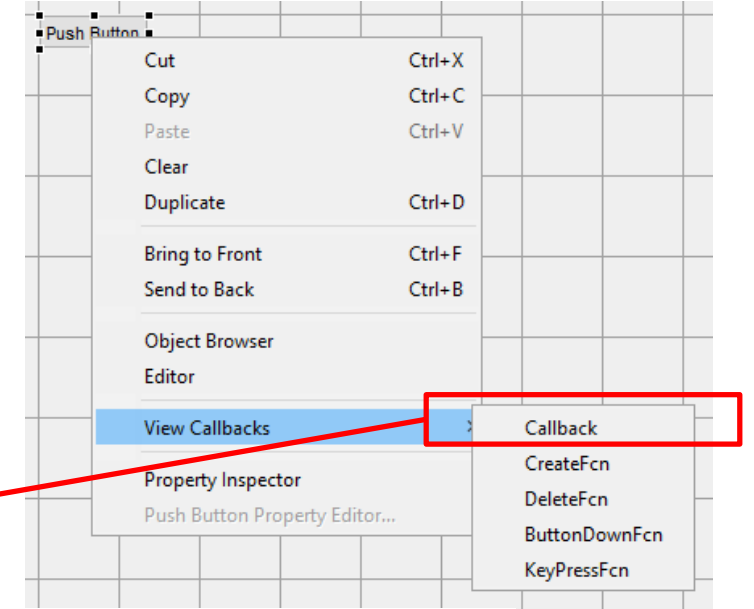 Push Button
Cut Ctrl+X
Copy Ctrl+C
Paste Ctrl+V
Clear
Duplicate Ctrl+D
Bring to Front Ctrl+F
Send to Back Ctrl+B
Object Browser
Editor
View Callbacks
Callback
CreateFcn
DeleteFcn
ButtonDownFcn
KeyPressFcn
Property Inspector
Push Button Property Editor...